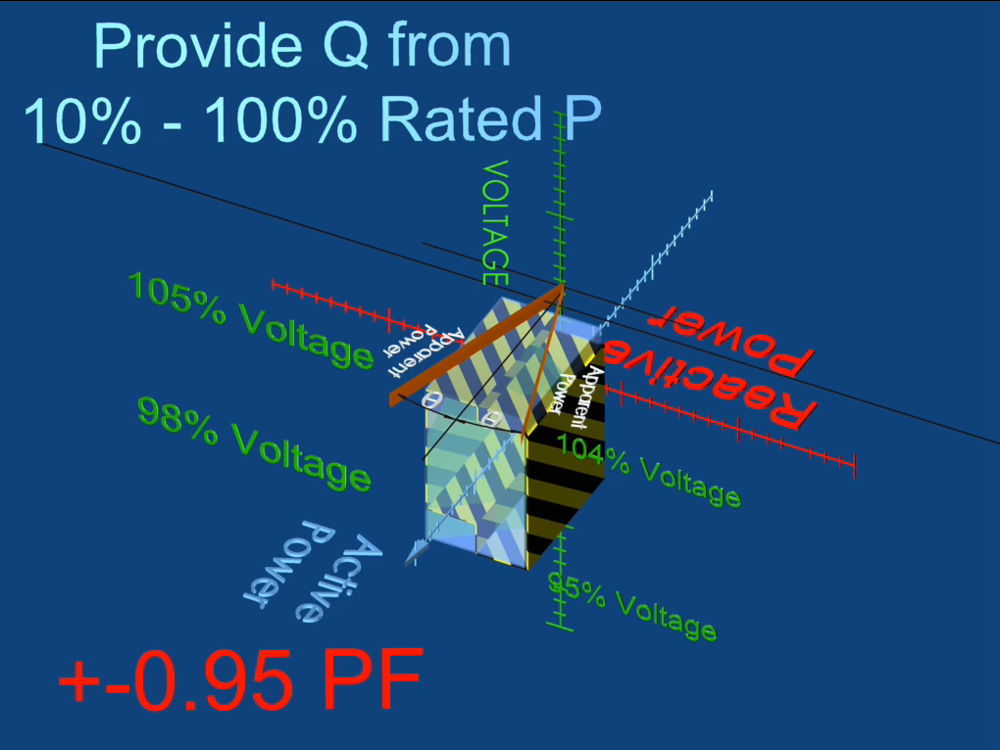 Provide Q from
10% - 100% Rated P
VOLTAGE
105% Voltage
Reactive
Power
Apparent
Power
Apparent
Power
98% Voltage
104% Voltage
Active
Power
95% Voltage
+-0.95 PF